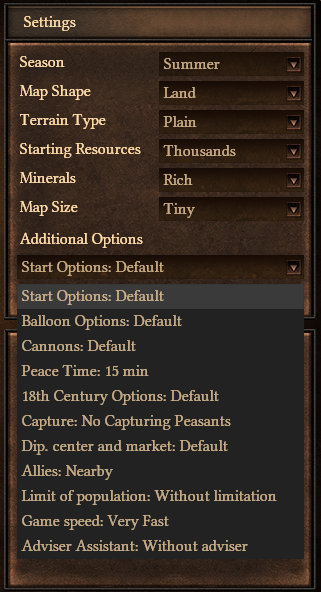 Settings
Season Summer
Map Shape Land
Terrain Type Plain
Starting Resources Thousands
Minerals Rich
Map Size Tiny
Additional Options
Start Options: Default
Start Options: Default
Balloon Options: Default
Cannons: Default
Peace Time: 15 min
18th Century Options: Default
Capture: No Capturing Peasants
Dip. center and market: Default
Allies: Nearby
Limit of population: Without limitation
Game speed: Very Fast
Adviser Assistant: Without adviser